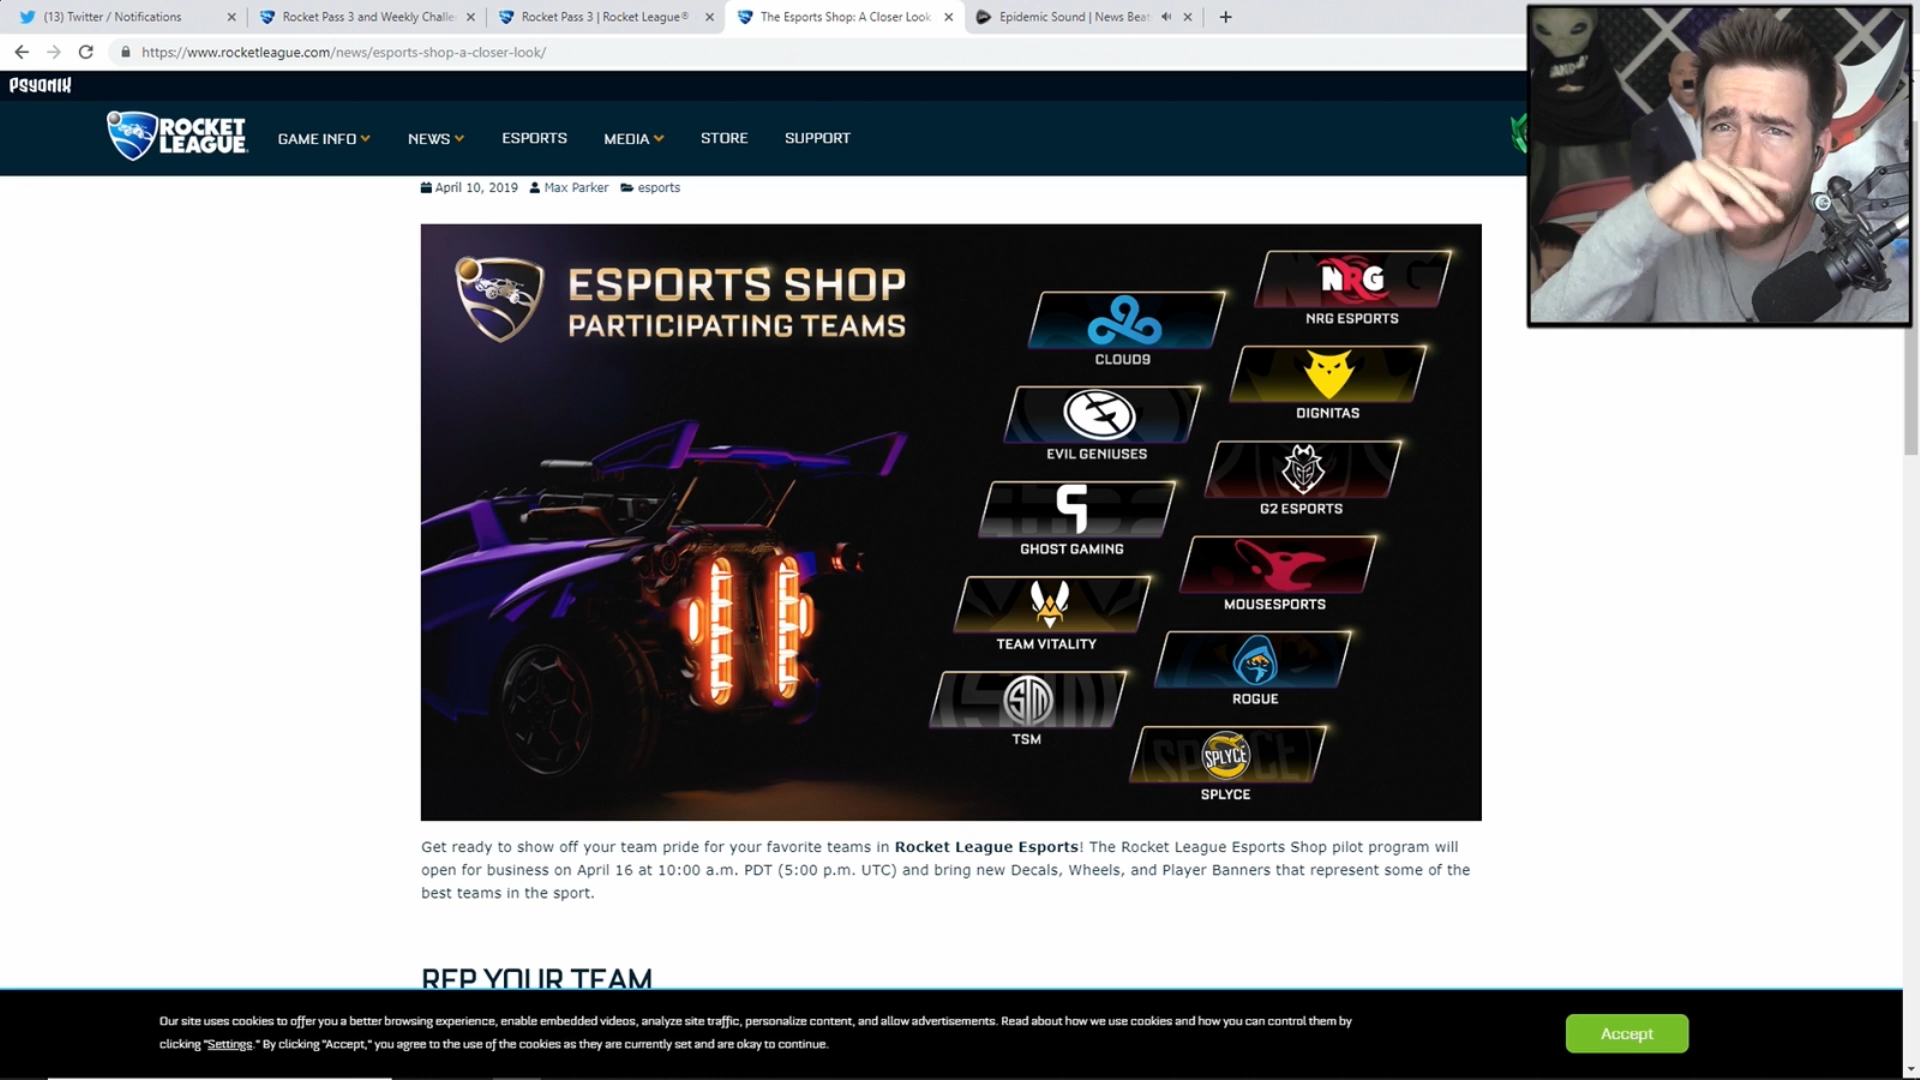 (13) Twitter / Notifications
Rocket Pass 3 and Weekly Challe
Rocket Pass 3 | Rocket League®
The Esports Shop: A Closer Look
Epidemic Sound | News Beat
https://www.rocketleague.com/news/esports-shop-a-closer-look/
PSYONIX
ROCKET LEAGUE
GAME INFO
NEWS
ESPORTS
MEDIA
STORE
SUPPORT
April 10, 2019 Max Parker esports
ESPORTS SHOP
PARTICIPATING TEAMS
NRG
NRG ESPORTS
CLOUD9
DIGNITAS
EVIL GENIUSES
G2 ESPORTS
GHOST GAMING
MOUSESPORTS
TEAM VITALITY
ROGUE
TSM
TSM
SPLYCE
SPLYCE
Get ready to show off your team pride for your favorite teams in Rocket League Esports! The Rocket League Esports Shop pilot program will
open for business on April 16 at 10:00 a.m. PDT (5:00 p.m. UTC) and bring new Decals, Wheels, and Player Banners that represent some of the
best teams in the sport.
REP YOUR TEAM
Our site uses cookies to offer you a better browsing experience, enable embedded videos, analyze site traffic, personalize content, and allow advertisements. Read about how we use cookies and how you can control them by
clicking "Settings." By clicking "Accept," you agree to the use of the cookies as they are currently set and are okay to continue.
Accept